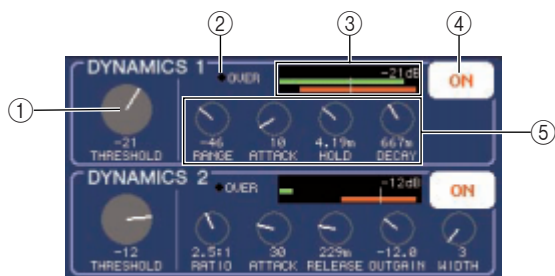 ② ③ ④
DYNAMICS 1
OVER
-21dB
ON
①
-21
THRESHOLD
-46 10 4.19m 667m
RANGE ATTACK HOLD DECAY
⑤
DYNAMICS 2
OVER
-12dB
ON
-12
THRESHOLD
2.5:1 30 229m -12.0 3
RATIO ATTACK RELEASE OUTGAIN WIDTH